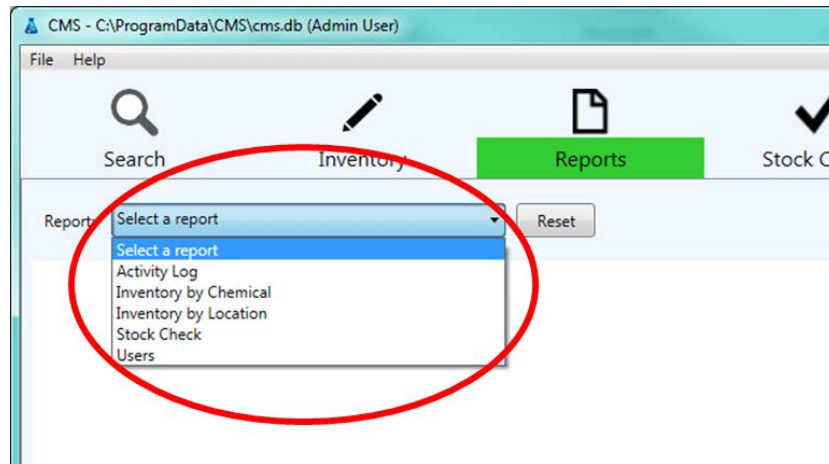 CMS - C:\ProgramData\CMS\cms.db (Admin User)
File Help
Search Inventory Reports Stock C
Report: Select a report Reset
Select a report
Activity Log
Inventory by Chemical
Inventory by Location
Stock Check
Users